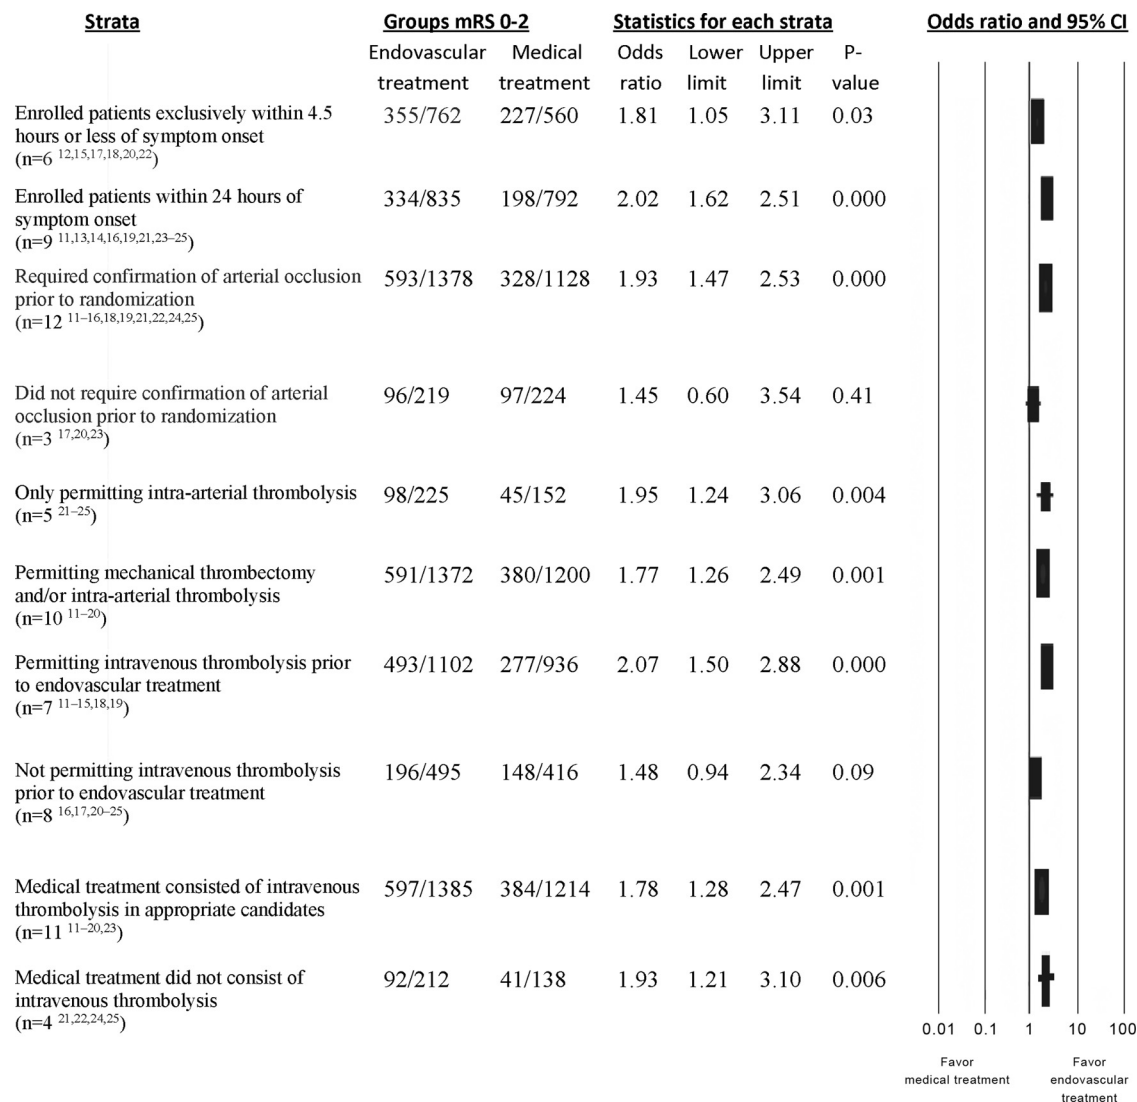 Strata Groups mRS 0-2 Statistics for each strata Odds ratio and 95% CI
Endovascular Medical Odds Lower Upper P-
treatment treatment ratio limit limit value
Enrolled patients exclusively within 4.5 355/762 227/560 1.81 1.05 3.11 0.03
hours or less of symptom onset
(n=6 12,15,17,18,20,22)
Enrolled patients within 24 hours of 334/835 198/792 2.02 1.62 2.51 0.000
symptom onset
(n=9 11,13,14,16,19,21,23–25)
Required confirmation of arterial occlusion 593/1378 328/1128 1.93 1.47 2.53 0.000
prior to randomization
(n=12 11–16,18,19,21,22,24,25)
Did not require confirmation of arterial 96/219 97/224 1.45 0.60 3.54 0.41
occlusion prior to randomization
(n=3 17,20,23)
Only permitting intra-arterial thrombolysis 98/225 45/152 1.95 1.24 3.06 0.004
(n=5 21–25)
Permitting mechanical thrombectomy 591/1372 380/1200 1.77 1.26 2.49 0.001
and/or intra-arterial thrombolysis
(n=10 11–20)
Permitting intravenous thrombolysis prior 493/1102 277/936 2.07 1.50 2.88 0.000
to endovascular treatment
(n=7 11–15,18,19)
Not permitting intravenous thrombolysis 196/495 148/416 1.48 0.94 2.34 0.09
prior to endovascular treatment
(n=8 16,17,20–25)
Medical treatment consisted of intravenous 597/1385 384/1214 1.78 1.28 2.47 0.001
thrombolysis in appropriate candidates
(n=11 11–20,23)
Medical treatment did not consist of 92/212 41/138 1.93 1.21 3.10 0.006
intravenous thrombolysis
(n=4 21,22,24,25)
0.01 0.1 1 10 100
Favor Favor
medical treatment endovascular
treatment